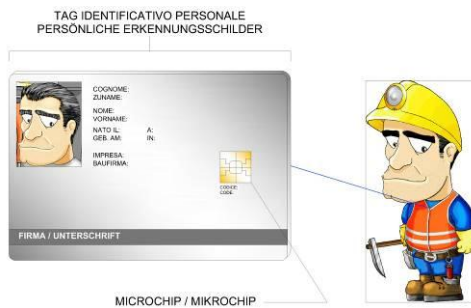 TAG IDENTIFICATIVO PERSONALE
PERSÖNLICHE ERKENNUNGSSCHILDER
COGNOME:
ZUNAME:
NOME:
VORNAME:
NATO IL: A:
GEB. AM: IN:
IMPRESA:
BAUFIRMA:
CODICE:
CODE:
FIRMA / UNTERSCHRIFT
MICROCHIP / MIKROCHIP